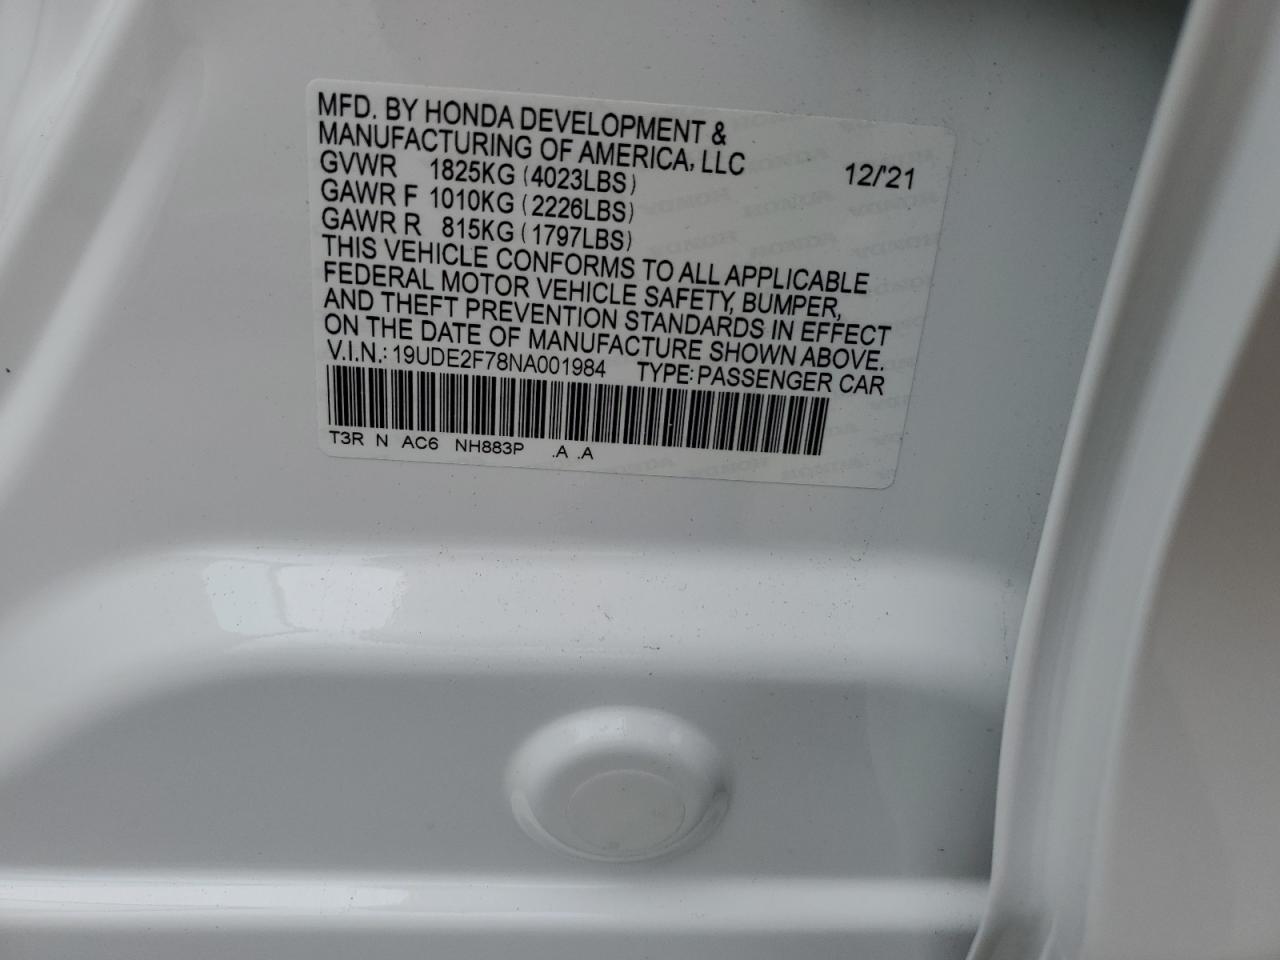 MFD. BY HONDA DEVELOPMENT &
MANUFACTURING OF AMERICA, LLC 12/'21
GVWR 1825KG (4023LBS)
GAWR F 1010KG (2226LBS)
GAWR R 815KG (1797LBS)
THIS VEHICLE CONFORMS TO ALL APPLICABLE
FEDERAL MOTOR VEHICLE SAFETY, BUMPER,
AND THEFT PREVENTION STANDARDS IN EFFECT
ON THE DATE OF MANUFACTURE SHOWN ABOVE.
V.I.N.: 19UDE2F78NA001984 TYPE: PASSENGER CAR
T3R N AC6 NH883P .A .A